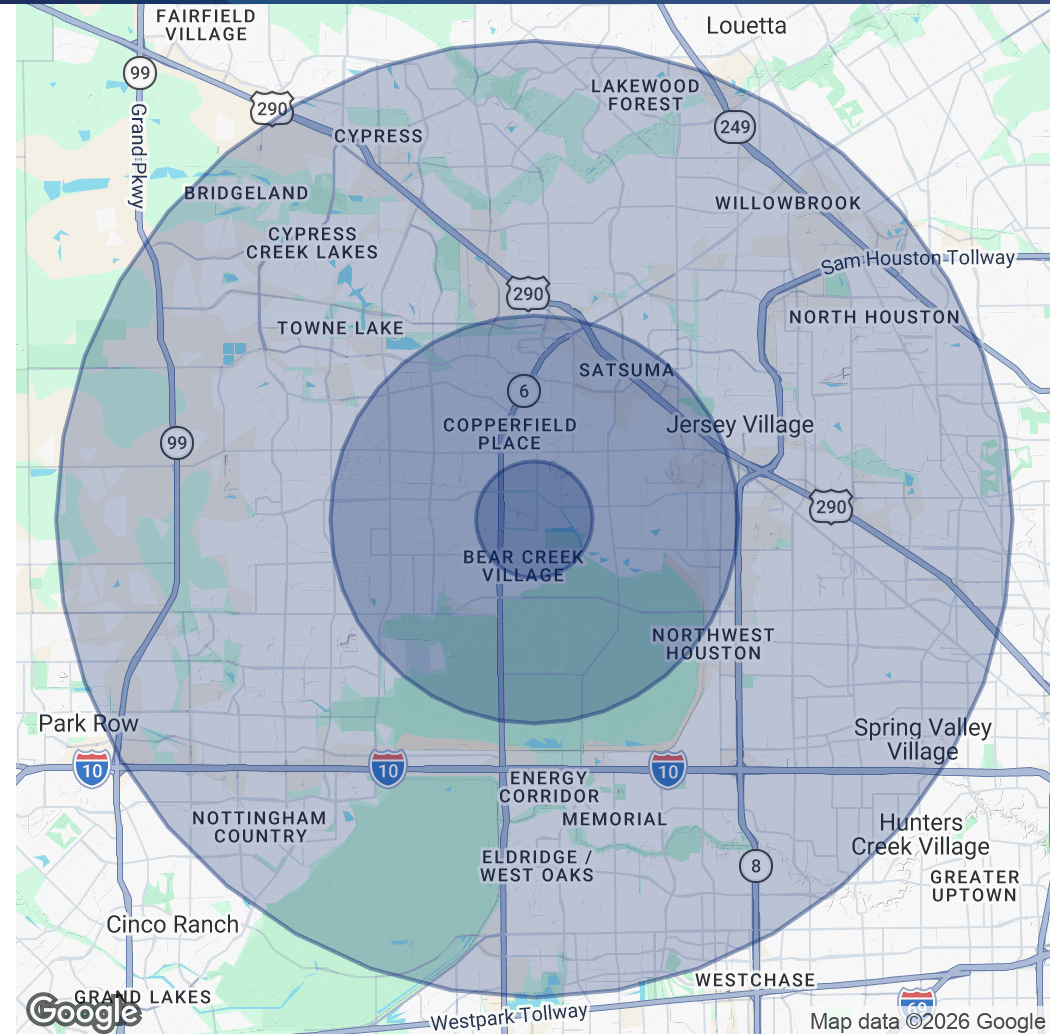 FAIRFIELD
VILLAGE
Louetta
99
290
LAKEWOOD
FOREST
249
CYPRESS
Grand Pkwy
BRIDGELAND
WILLOWBROOK
CYPRESS
CREEK LAKES
Sam Houston Tollway
290
TOWNE LAKE
NORTH HOUSTON
SATSUMA
6
COPPERFIELD
PLACE
Jersey Village
99
290
BEAR CREEK
VILLAGE
NORTHWEST
HOUSTON
Park Row
Spring Valley
Village
10
10
10
ENERGY
CORRIDOR
NOTTINGHAM
COUNTRY
MEMORIAL
Hunters
Creek Village
ELDRIDGE /
WEST OAKS
8
GREATER
UPTOWN
Cinco Ranch
WESTCHASE
GRAND LAKES
69
Westpark Tollway
Google
Map data ©2026 Google